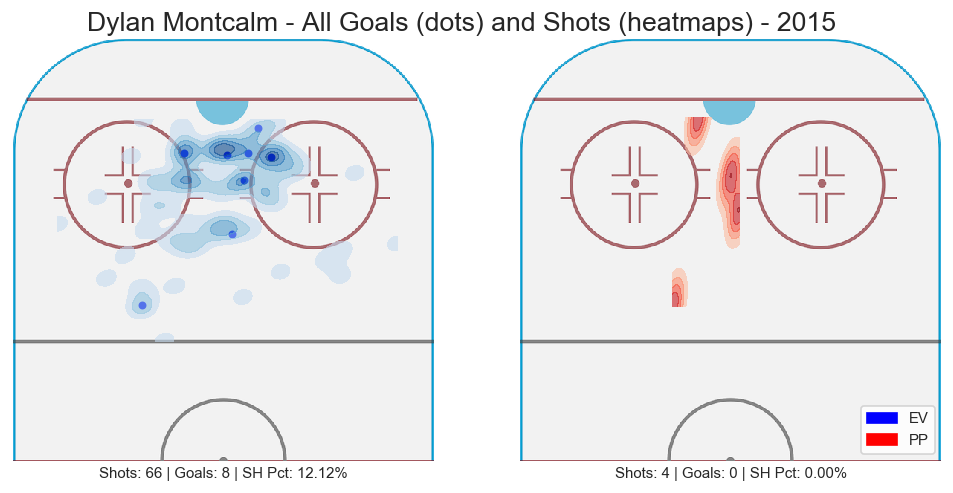 Dylan Montcalm - All Goals (dots) and Shots (heatmaps) - 2015
EV
PP
Shots: 66 | Goals: 8 | SH Pct: 12.12%
Shots: 4 | Goals: 0 | SH Pct: 0.00%